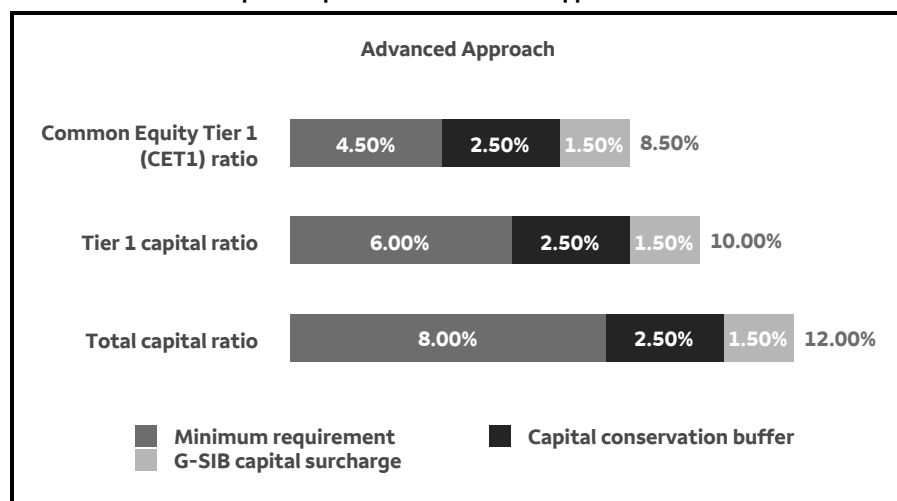 Advanced Approach
Common Equity Tier 1
(CET1) ratio
4.50% 2.50% 1.50% 8.50%
Tier 1 capital ratio 6.00% 2.50% 1.50% 10.00%
Total capital ratio 8.00% 2.50% 1.50% 12.00%
Minimum requirement Capital conservation buffer
G-SIB capital surcharge